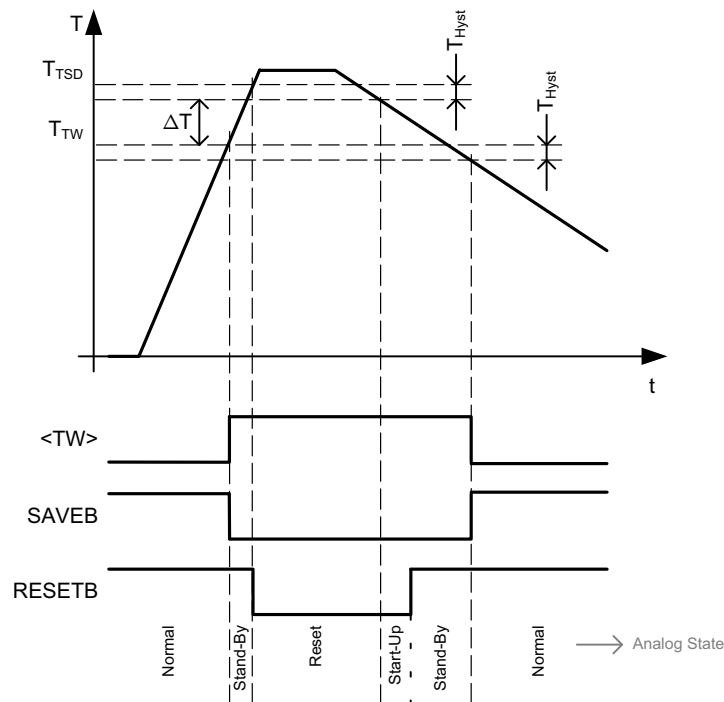 T
T_Hyst
T_TSD
T_Hyst
ΔT
T_TW
t
<TW>
SAVEB
RESETB
Normal
Stand-By
Reset
Start-Up
Stand-By
Normal
Analog State